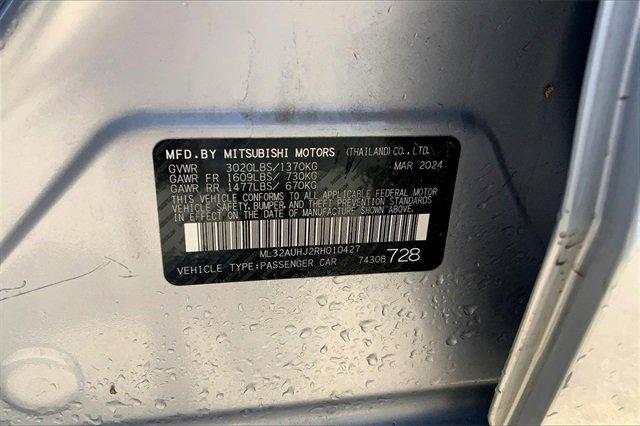 MFD.BY MITSUBISHI MOTORS (THAILAND) CO., LTD.
GVWR 3020LBS/1370KG MAR 2024
GAWR FR 1609LBS/ 730KG
GAWR RR 1477LBS/ 670KG
THIS VEHICLE CONFORMS TO ALL APPLICABLE FEDERAL MOTOR
VEHICLE SAFETY, BUMPER, AND THEFT PREVENTION STANDARDS
IN EFFECT ON THE DATE OF MANUFACTURE SHOWN ABOVE.
ML32AUHJ2RH010427
VEHICLE TYPE:PASSENGER CAR 7430B 728